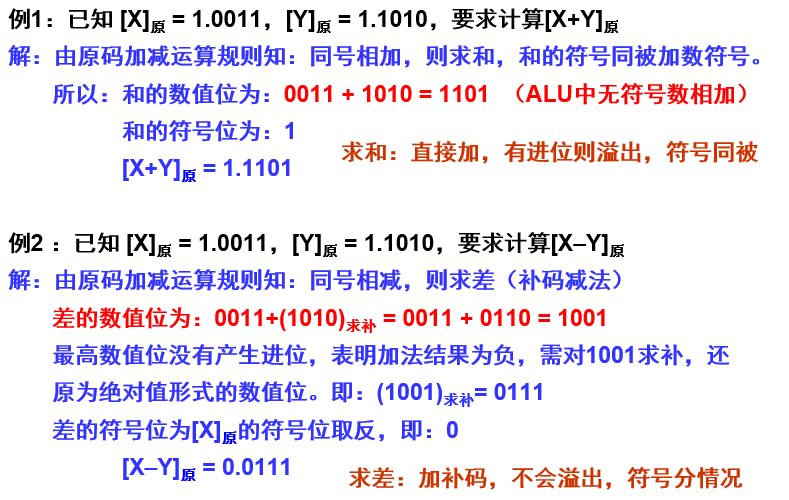 例1：已知 [X]原 = 1.0011，[Y]原 = 1.1010，要求计算[X+Y]原
解：由原码加减运算规则知：同号相加，则求和，和的符号同被加数符号。
所以：和的数值位为：0011 + 1010 = 1101 （ALU中无符号数相加）
和的符号位为：1
求和：直接加，有进位则溢出，符号同被
[X+Y]原 = 1.1101
例2 ：已知 [X]原 = 1.0011，[Y]原 = 1.1010，要求计算[X–Y]原
解：由原码加减运算规则知：同号相减，则求差（补码减法）
差的数值位为：0011+(1010)求补 = 0011 + 0110 = 1001
最高数值位没有产生进位，表明加法结果为负，需对1001求补，还
原为绝对值形式的数值位。即：(1001)求补= 0111
差的符号位为[X]原的符号位取反，即：0
[X–Y]原 = 0.0111
求差：加补码，不会溢出，符号分情况